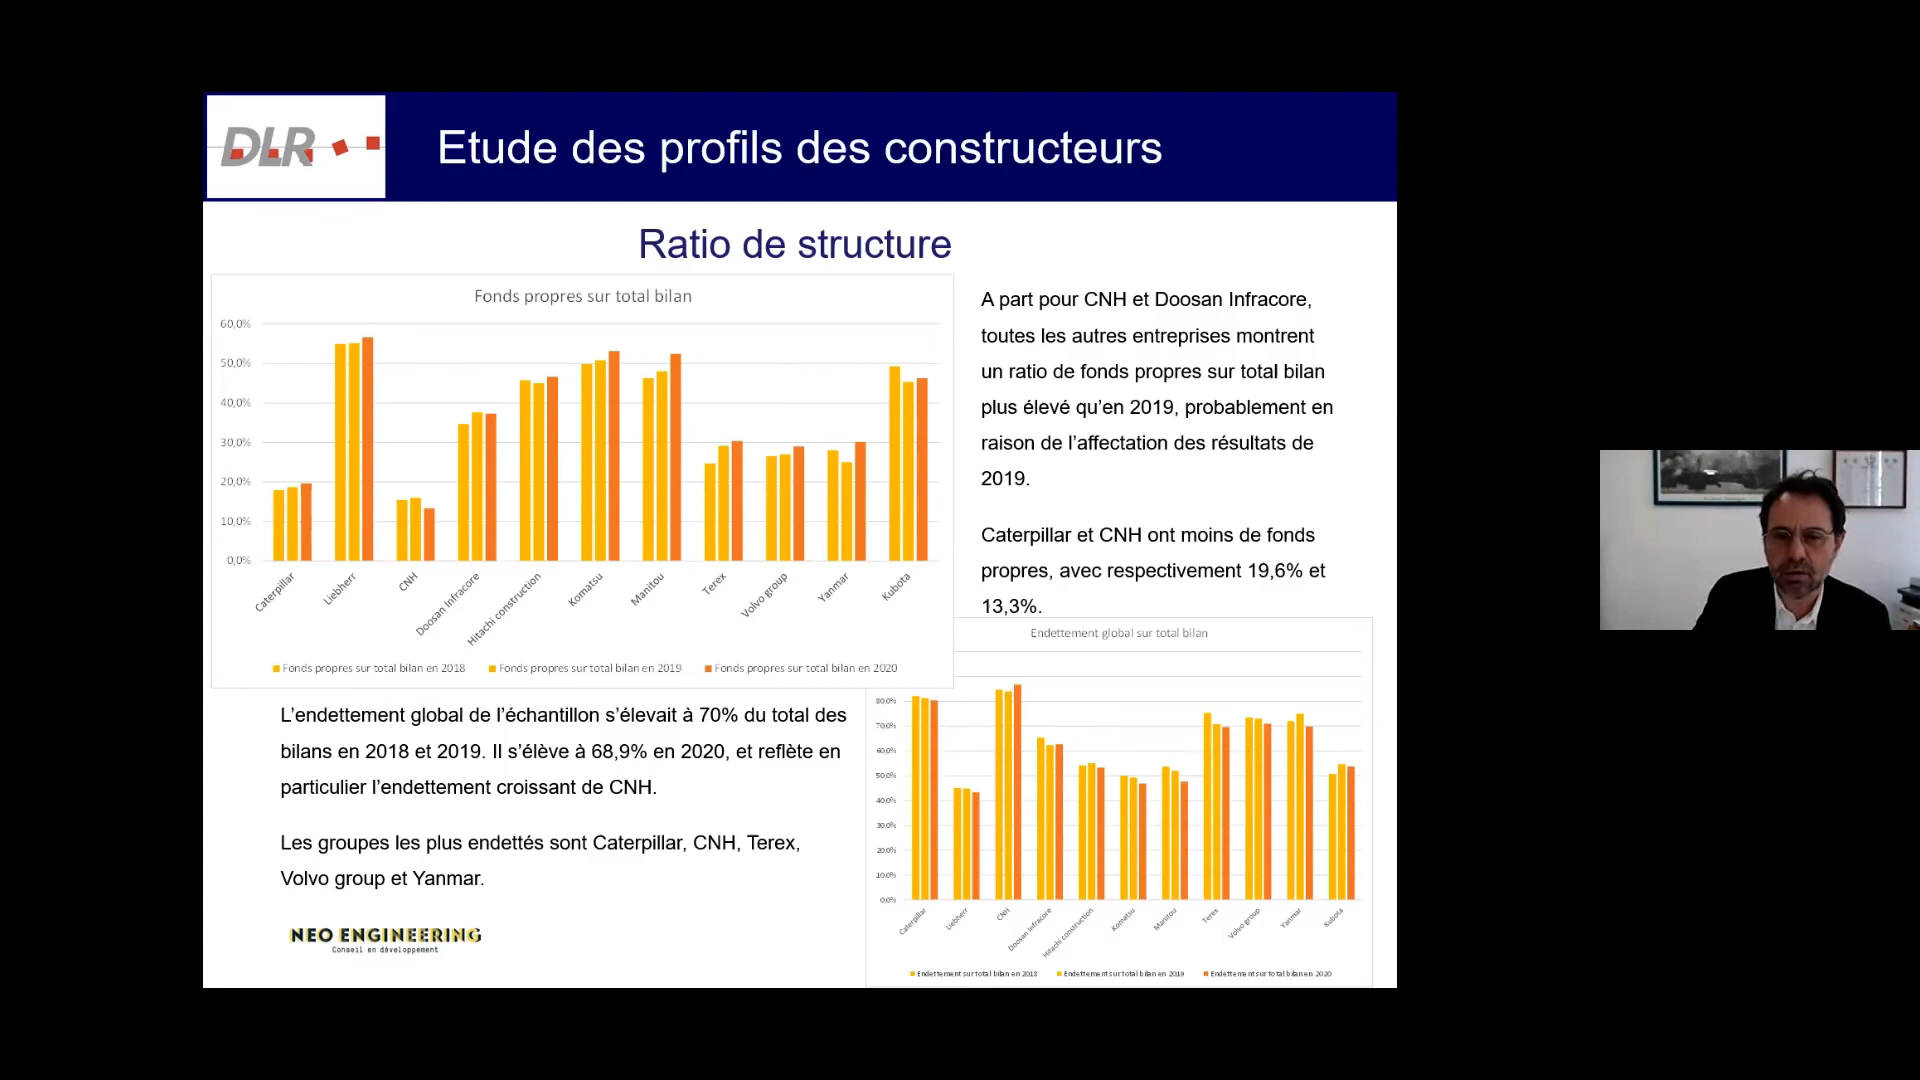 DLR
Etude des profils des constructeurs
Ratio de structure
Fonds propres sur total bilan
60,0%
50,0%
40,0%
30,0%
20,0%
10,0%
0,0%
Caterpillar
Liebherr
CNH
Doosan Infracore
Hitachi construction
Komatsu
Manitou
Terex
Volvo group
Yanmar
Kubota
Fonds propres sur total bilan en 2018
Fonds propres sur total bilan en 2019
Fonds propres sur total bilan en 2020
A part pour CNH et Doosan Infracore,
toutes les autres entreprises montrent
un ratio de fonds propres sur total bilan
plus élevé qu’en 2019, probablement en
raison de l’affectation des résultats de
2019.
Caterpillar et CNH ont moins de fonds
propres, avec respectivement 19,6% et
13,3%.
L’endettement global de l’échantillon s’élevait à 70% du total des
bilans en 2018 et 2019. Il s’élève à 68,9% en 2020, et reflète en
particulier l’endettement croissant de CNH.
Les groupes les plus endettés sont Caterpillar, CNH, Terex,
Volvo group et Yanmar.
Endettement global sur total bilan
80,0%
70,0%
60,0%
50,0%
40,0%
30,0%
20,0%
10,0%
0,0%
Caterpillar
Liebherr
CNH
Doosan Infracore
Hitachi construction
Komatsu
Manitou
Terex
Volvo group
Yanmar
Kubota
Endettement sur total bilan en 2018
Endettement sur total bilan en 2019
Endettement sur total bilan en 2020
NEO ENGINEERING
Conseil en développement